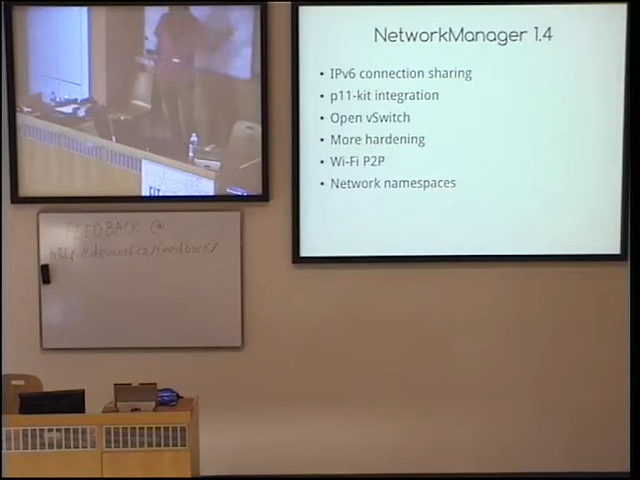 NetworkManager 1.4
• IPv6 connection sharing
• p11-kit integration
• Open vSwitch
• More hardening
• Wi-Fi P2P
• Network namespaces
FEEDBACK @
http://devconf.cz/feedback/
FIT